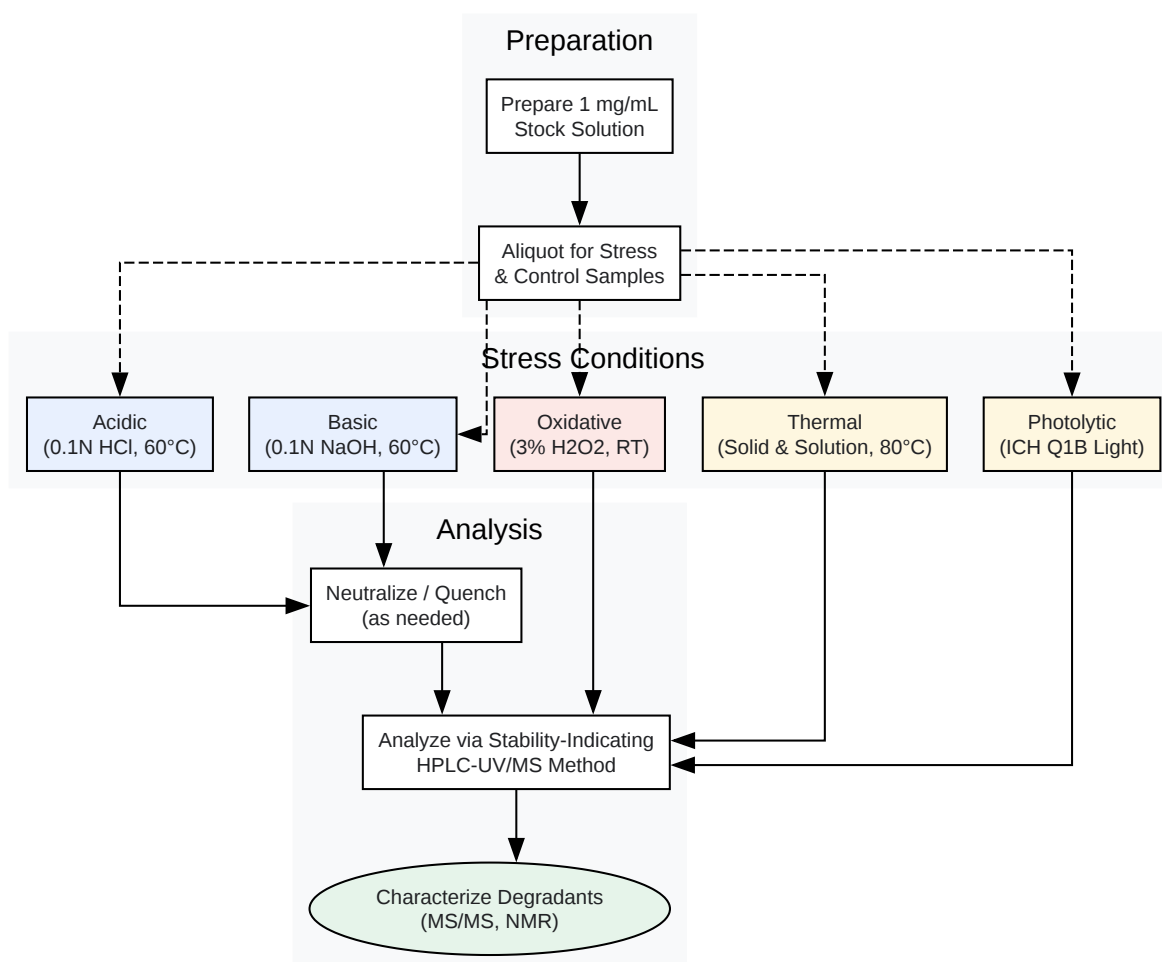 Preparation
Prepare 1 mg/mL
Stock Solution
Aliquot for Stress
& Control Samples
Stress Conditions
Acidic
(0.1N HCl, 60°C)
Basic
(0.1N NaOH, 60°C)
Oxidative
(3% H2O2, RT)
Thermal
(Solid & Solution, 80°C)
Photolytic
(ICH Q1B Light)
Analysis
Neutralize / Quench
(as needed)
Analyze via Stability-Indicating
HPLC-UV/MS Method
Characterize Degradants
(MS/MS, NMR)